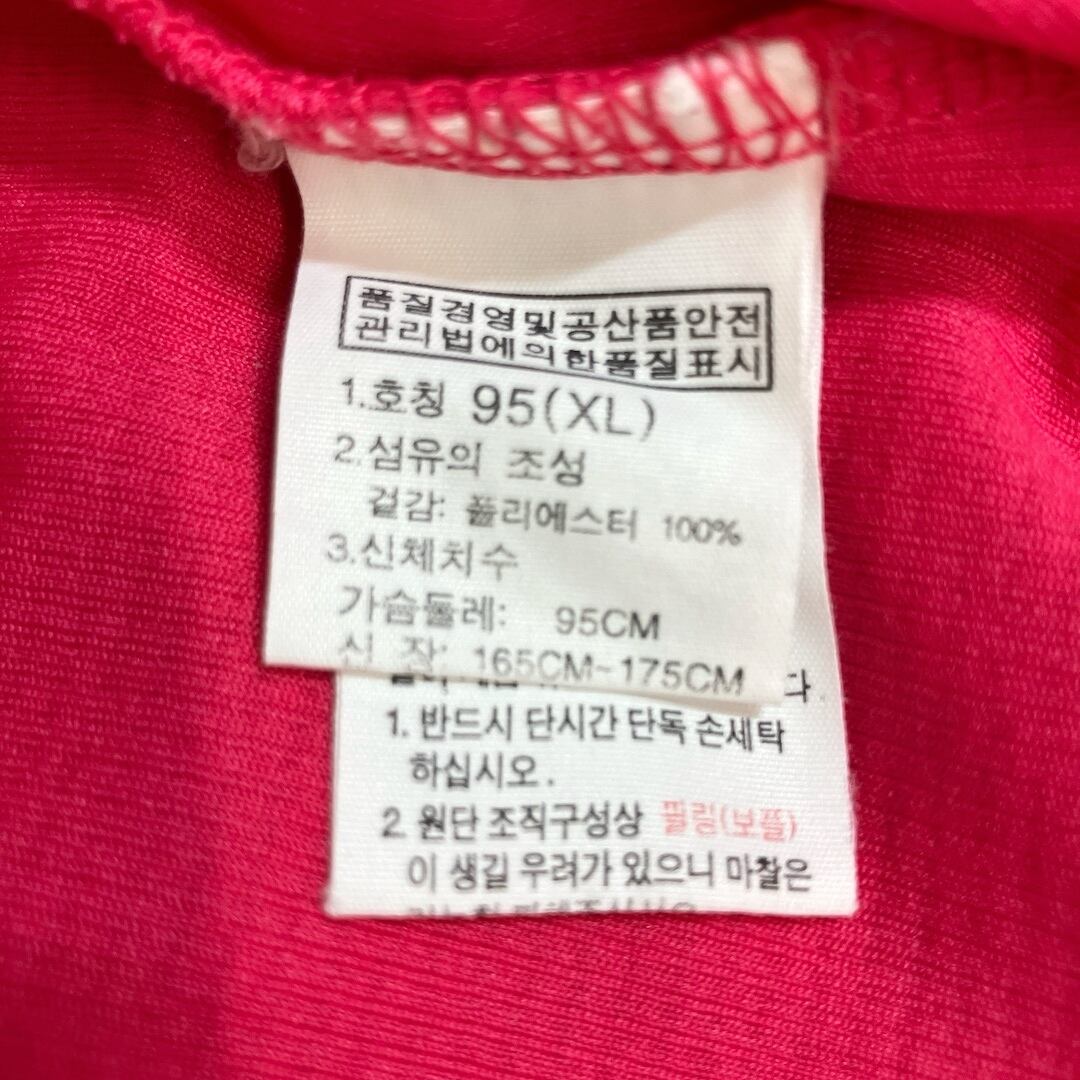 품질경영및공산품안전
관리법에의한품질표시
1.호칭 95(XL)
2.섬유의 조성
겉감: 폴리에스터 100%
3.신체치수
가슴둘레: 95CM
신 장: 165CM~175CM
다.
1. 반드시 단시간 단독 손세탁
하십시오.
2. 원단 조직구성상 필링(보플)
이 생길 우려가 있으니 마찰은